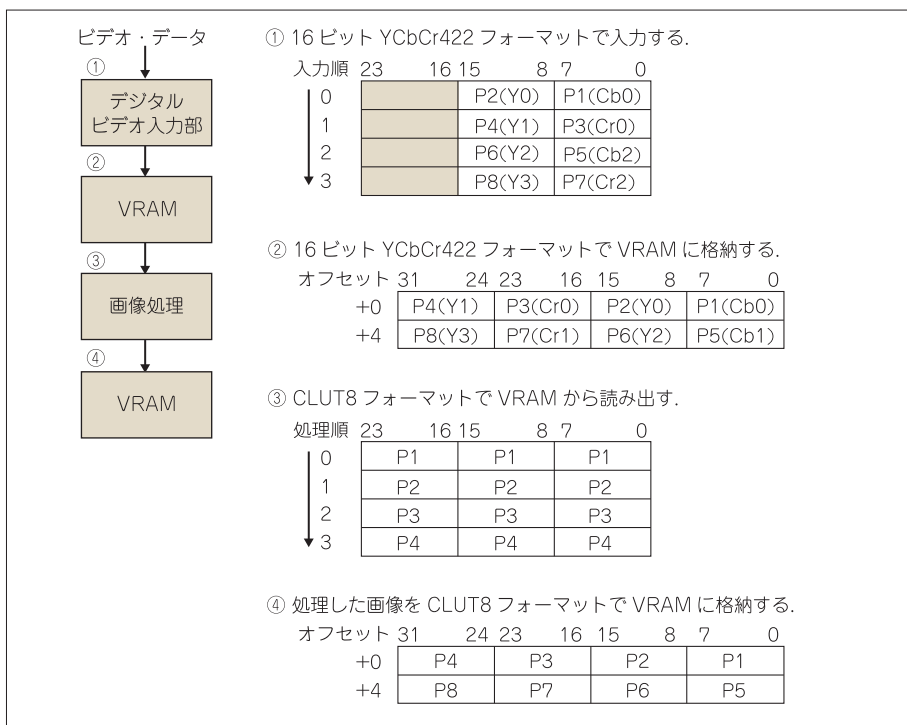 ビデオ・データ
①
デジタル
ビデオ入力部
②
VRAM
③
画像処理
④
VRAM
① 16 ビット YCbCr422 フォーマットで入力する.
入力順 23 16 15 8 7 0
0 P2(Y0) P1(Cb0)
1 P4(Y1) P3(Cr0)
2 P6(Y2) P5(Cb2)
3 P8(Y3) P7(Cr2)
② 16 ビット YCbCr422 フォーマットで VRAM に格納する.
オフセット 31 24 23 16 15 8 7 0
+0 P4(Y1) P3(Cr0) P2(Y0) P1(Cb0)
+4 P8(Y3) P7(Cr1) P6(Y2) P5(Cb1)
③ CLUT8 フォーマットで VRAM から読み出す.
処理順 23 16 15 8 7 0
0 P1 P1 P1
1 P2 P2 P2
2 P3 P3 P3
3 P4 P4 P4
④ 処理した画像を CLUT8 フォーマットで VRAM に格納する.
オフセット 31 24 23 16 15 8 7 0
+0 P4 P3 P2 P1
+4 P8 P7 P6 P5